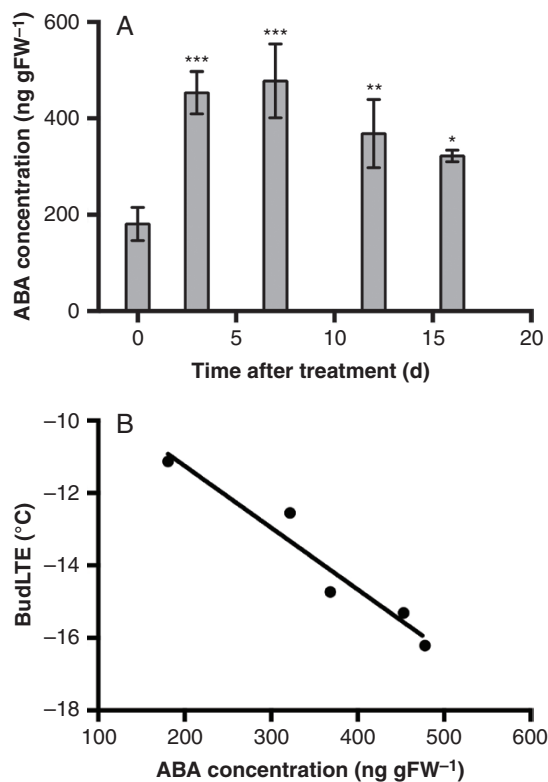 A
ABA concentration (ng gFW⁻¹)
600
400
200
0
***
***
**
*
0 5 10 15 20
Time after treatment (d)
B
BudLTE (°C)
−10
−12
−14
−16
−18
100 200 300 400 500 600
ABA concentration (ng gFW⁻¹)